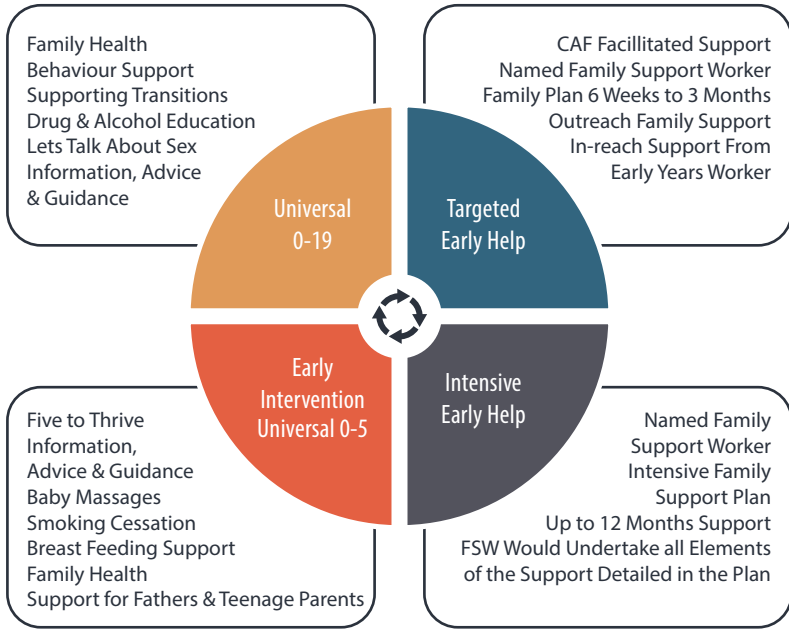 Family Health
Behaviour Support
Supporting Transitions
Drug & Alcohol Education
Lets Talk About Sex
Information, Advice
& Guidance
CAF Facillitated Support
Named Family Support Worker
Family Plan 6 Weeks to 3 Months
Outreach Family Support
In-reach Support From
Early Years Worker
Universal
0-19
Targeted
Early Help
Early
Intervention
Universal 0-5
Intensive
Early Help
Five to Thrive
Information,
Advice & Guidance
Baby Massages
Smoking Cessation
Breast Feeding Support
Family Health
Support for Fathers & Teenage Parents
Named Family
Support Worker
Intensive Family
Support Plan
Up to 12 Months Support
FSW Would Undertake all Elements
of the Support Detailed in the Plan